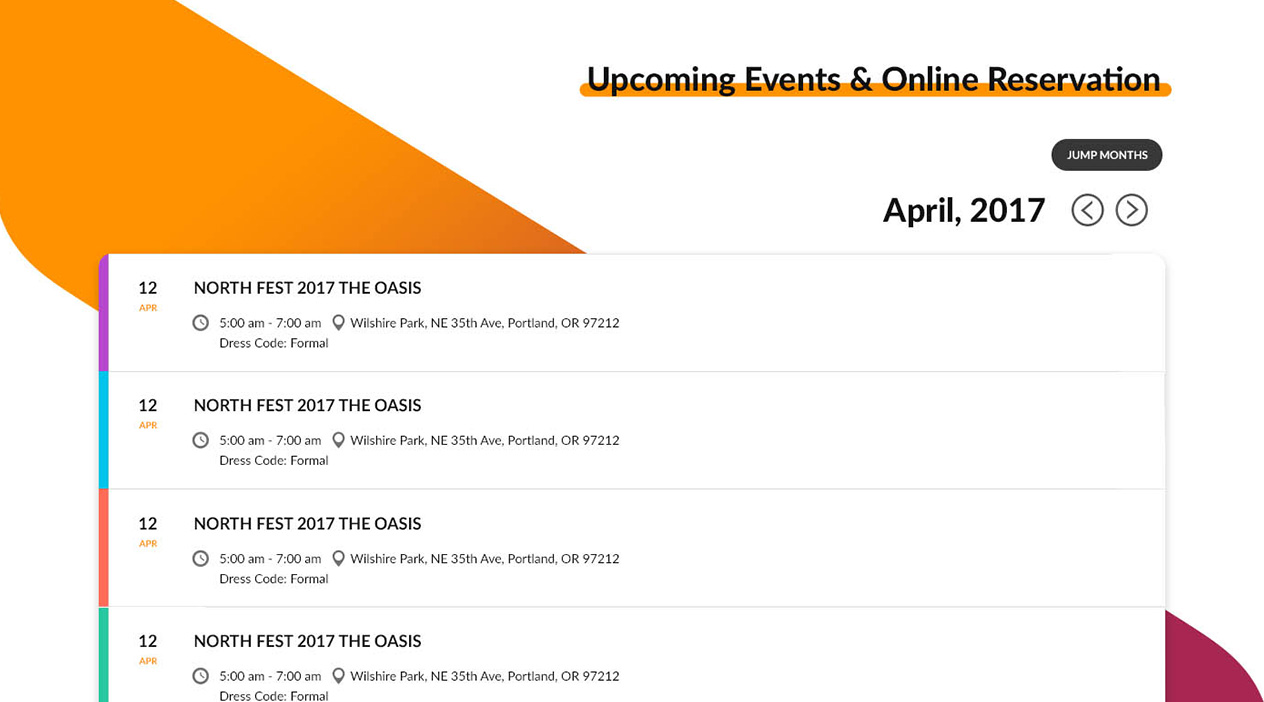 Upcoming Events & Online Reservation
JUMP MONTHS
April, 2017
12 NORTH FEST 2017 THE OASIS
APR
5:00 am - 7:00 am Wilshire Park, NE 35th Ave, Portland, OR 97212
Dress Code: Formal
12 NORTH FEST 2017 THE OASIS
APR
5:00 am - 7:00 am Wilshire Park, NE 35th Ave, Portland, OR 97212
Dress Code: Formal
12 NORTH FEST 2017 THE OASIS
APR
5:00 am - 7:00 am Wilshire Park, NE 35th Ave, Portland, OR 97212
Dress Code: Formal
12 NORTH FEST 2017 THE OASIS
APR
5:00 am - 7:00 am Wilshire Park, NE 35th Ave, Portland, OR 97212
Dress Code: Formal